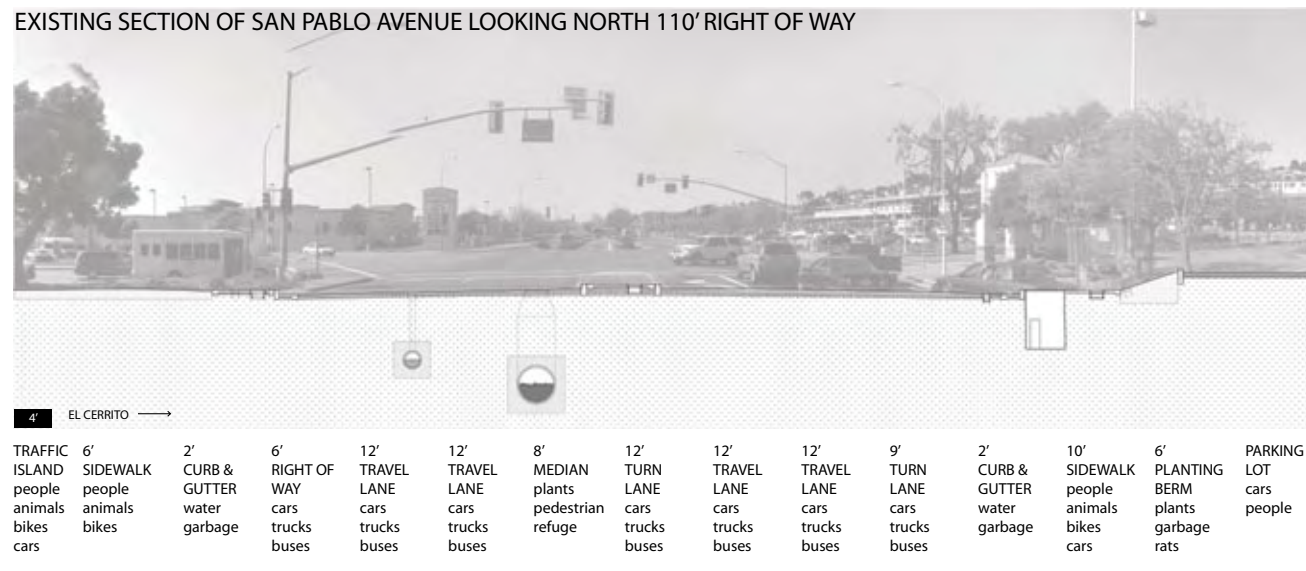 EXISTING SECTION OF SAN PABLO AVENUE LOOKING NORTH 110' RIGHT OF WAY
4'
EL CERRITO
TRAFFIC
ISLAND
people
animals
bikes
cars
6'
SIDEWALK
people
animals
bikes
2'
CURB &
GUTTER
water
garbage
6'
RIGHT OF
WAY
cars
trucks
buses
12'
TRAVEL
LANE
cars
trucks
buses
12'
TRAVEL
LANE
cars
trucks
buses
8'
MEDIAN
plants
pedestrian
refuge
12'
TURN
LANE
cars
trucks
buses
12'
TRAVEL
LANE
cars
trucks
buses
12'
TRAVEL
LANE
cars
trucks
buses
9'
TURN
LANE
cars
trucks
buses
2'
CURB &
GUTTER
water
garbage
10'
SIDEWALK
people
animals
bikes
cars
6'
PLANTING
BERM
plants
garbage
rats
PARKING
LOT
cars
people